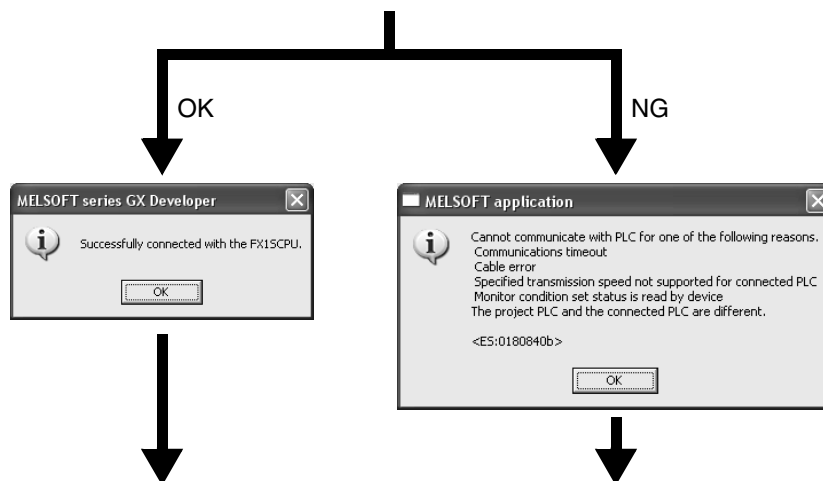 OK
NG
MELSOFT series GX Developer
Successfully connected with the FX1SCPU.
OK
MELSOFT application
Cannot communicate with PLC for one of the following reasons.
Communications timeout
Cable error
Specified transmission speed not supported for connected PLC
Monitor condition set status is read by device
The project PLC and the connected PLC are different.
<ES:0180840b>
OK